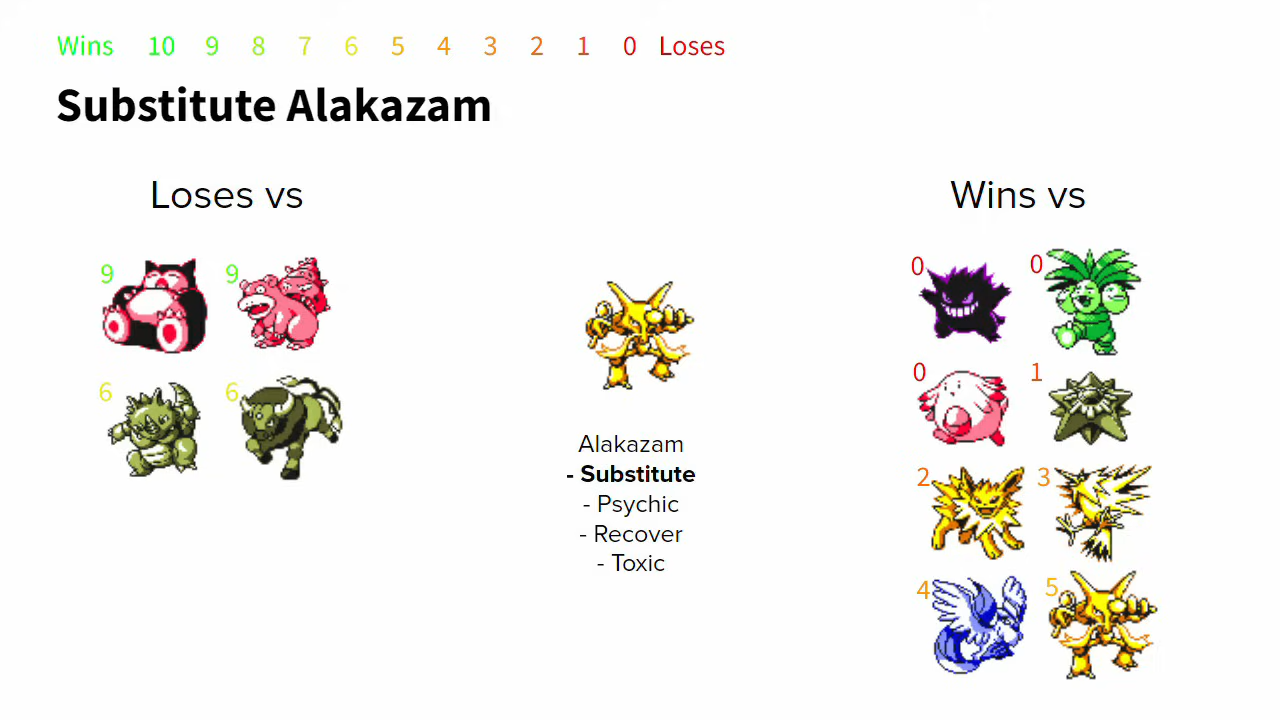 Wins 10 9 8 7 6 5 4 3 2 1 0 Loses
Substitute Alakazam
Loses vs
9 9
6 6
Alakazam
- Substitute
- Psychic
- Recover
- Toxic
Wins vs
0 0
0 1
2 3
4 5